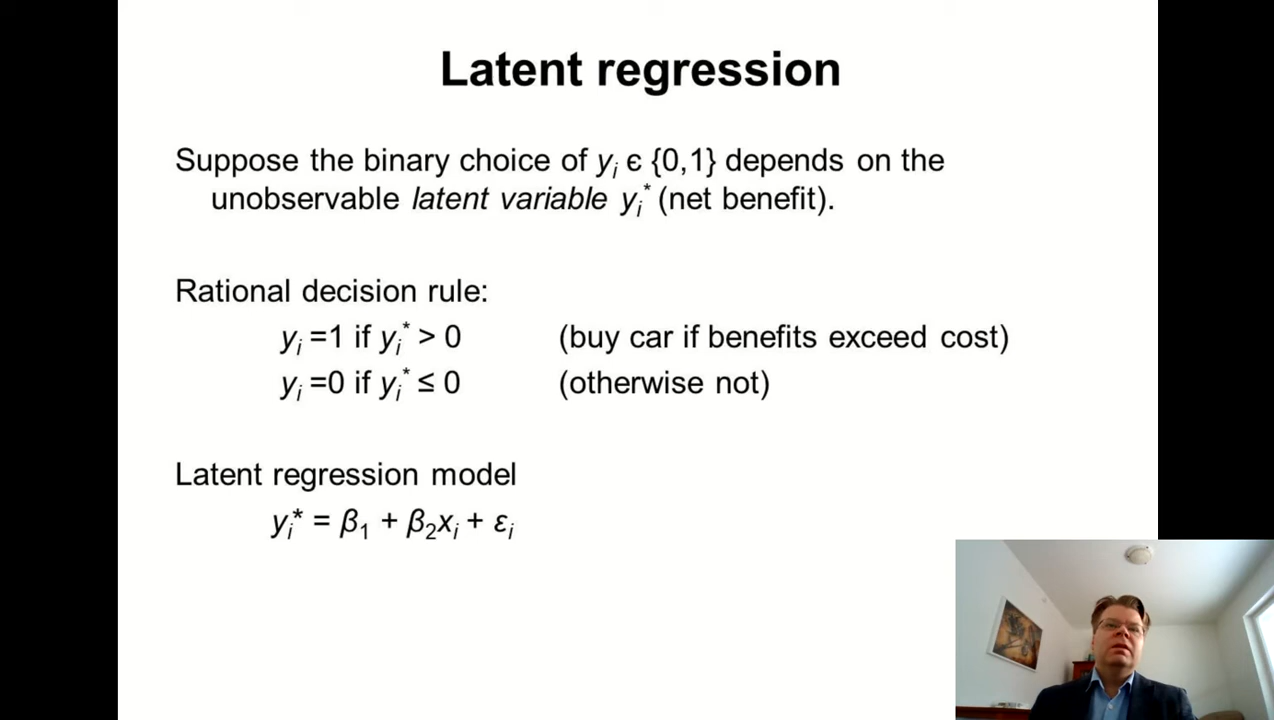 Latent regression
Suppose the binary choice of yᵢ є {0,1} depends on the
unobservable latent variable yᵢ* (net benefit).
Rational decision rule:
yᵢ =1 if yᵢ* > 0 (buy car if benefits exceed cost)
yᵢ =0 if yᵢ* ≤ 0 (otherwise not)
Latent regression model
yᵢ* = β₁ + β₂xᵢ + εᵢ